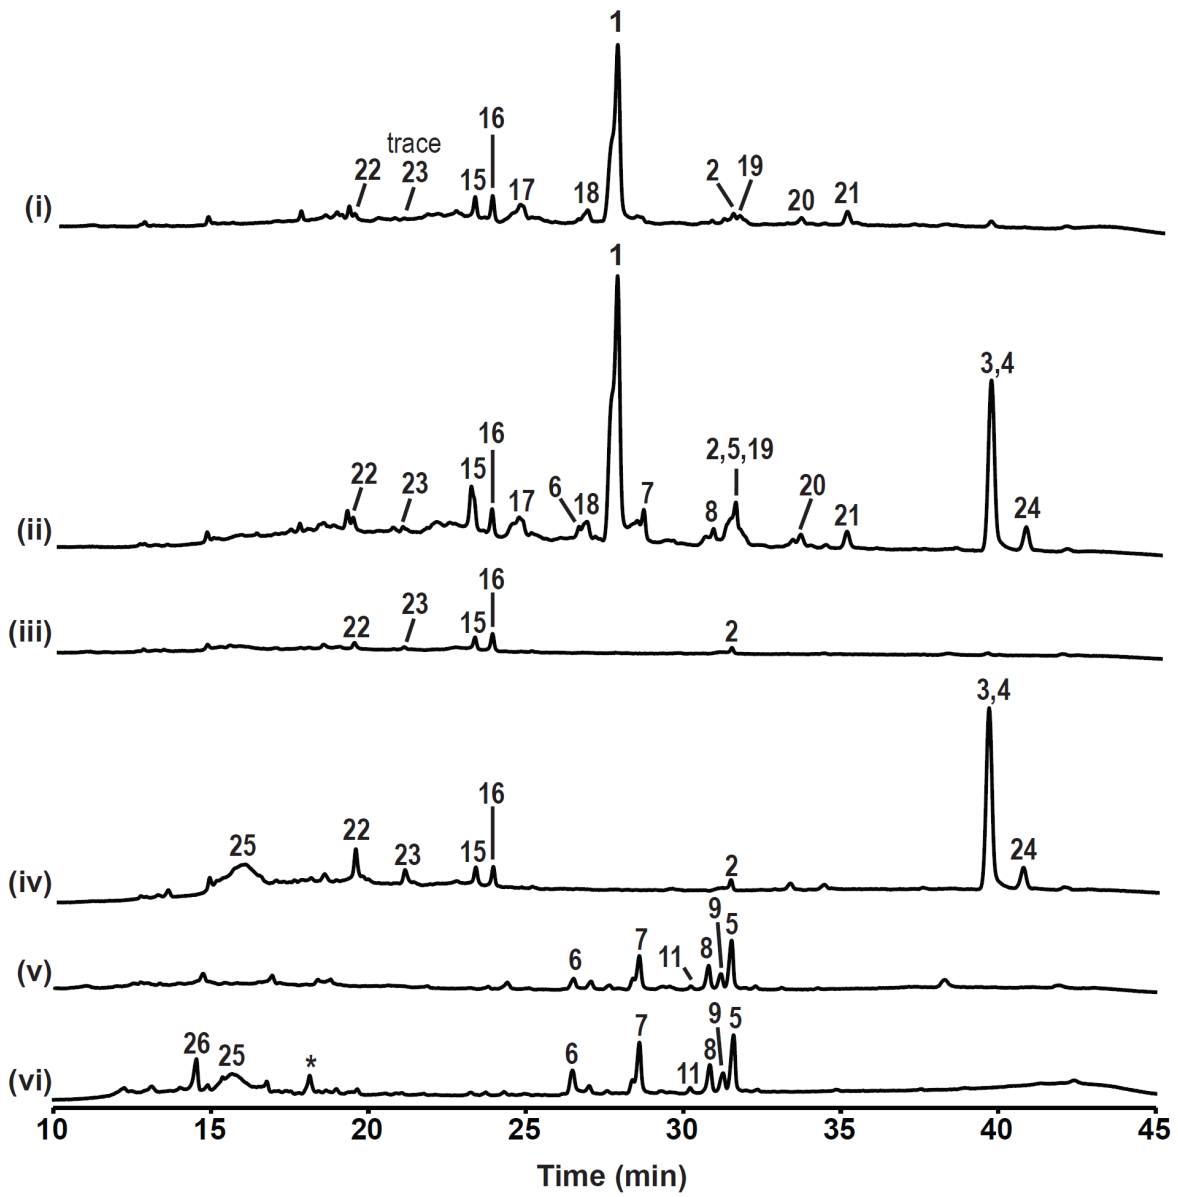 1
16
trace
22 23 15 17 18 2 19 20 21
(i)
1
3,4
16 2,5,19
22 23 15 17 6 18 7 8 20 21 24
(ii)
16
23
22 15 2
(iii)
3,4
16
25 22 23 15 2 24
(iv)
9
6 7 11 8 5
(v)
9
26 25 * 6 7 11 8 5
(vi)
10 15 20 25 30 35 40 45
Time (min)